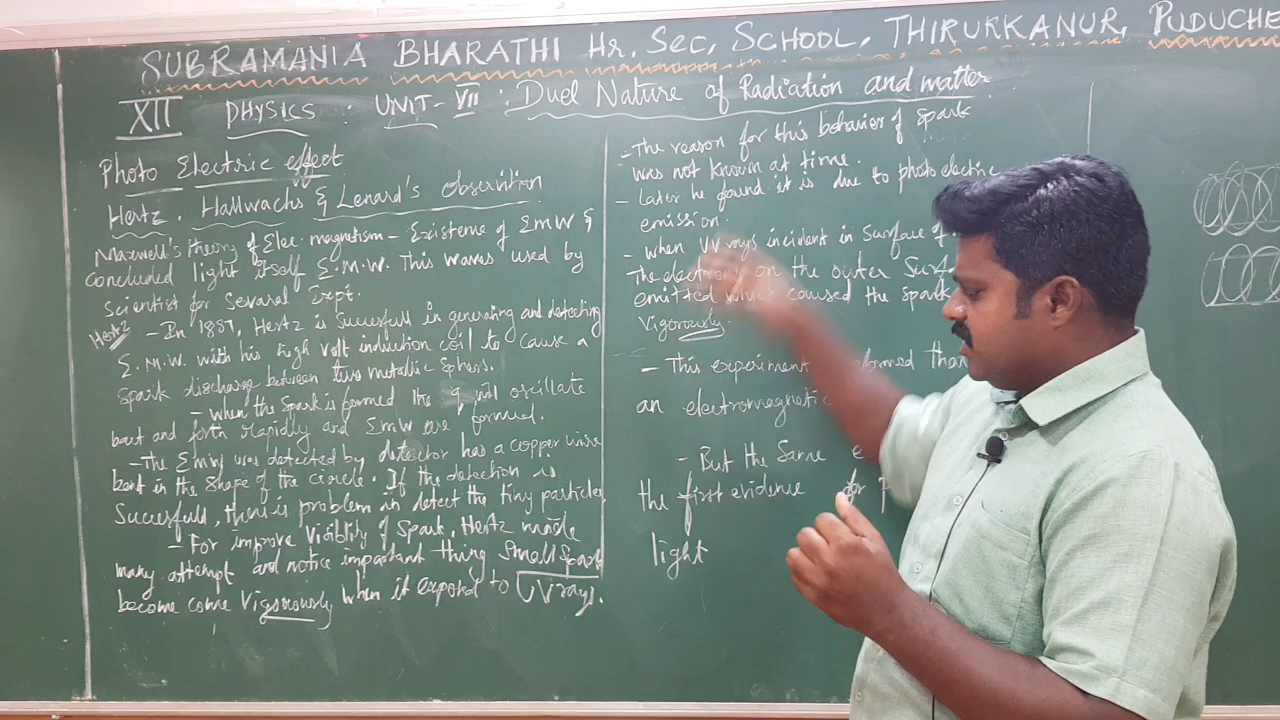 SUBRAMANIA BHARATHI Hr. Sec. SCHOOL, THIRUKKANUR, PUDUCHE
XII PHYSICS : UNIT - VII : Duel Nature of Radiation and matter
Photo Electric effect
Hertz, Hallwachs & Lenard's observation
Maxwell's theory of Elec. magnetism - Existence of EMW &
concluded light itself E.M.W. This waves used by
scientist for Several Expt.
Hertz - In 1887, Hertz is Succesfull in generating and detecting
E.M.W. with his high volt induction coil to cause a
spark discharge between two metallic Sphers.
- when the Spark is formed the will oscillate
back and forth rapidly and EMW are formed.
- The EMW was detected by detector has a copper wire
bent in the shape of the circle. If the detection is
Succesfull, there is problem in detect the tiny particles
- For improve visiblity of Spark, Hertz made
many attempt and notice important thing Small Spark
become come Vigorously when it exposed to UV rays.
- The reason for this behavior of spark
was not known at time.
- Later he found it is due to photo electric
emission.
- when UV rays incident in Surface of
The electrons on the outer Surf
emitted which caused the spark
Vigorously.
- This experiment formed that
an electromagnetic
- But the Same e
the first evidence for P
light